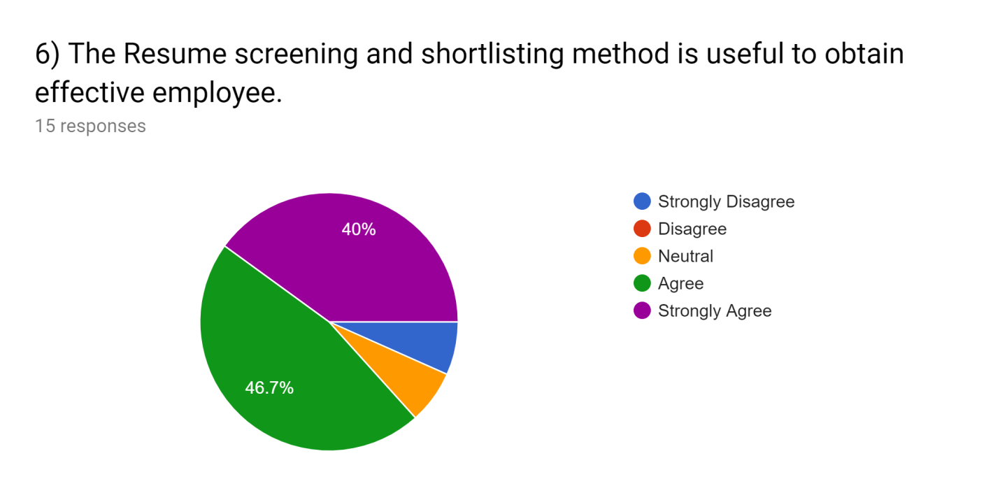 6) The Resume screening and shortlisting method is useful to obtain
effective employee.
15 responses
40%
46.7%
Strongly Disagree
Disagree
Neutral
Agree
Strongly Agree